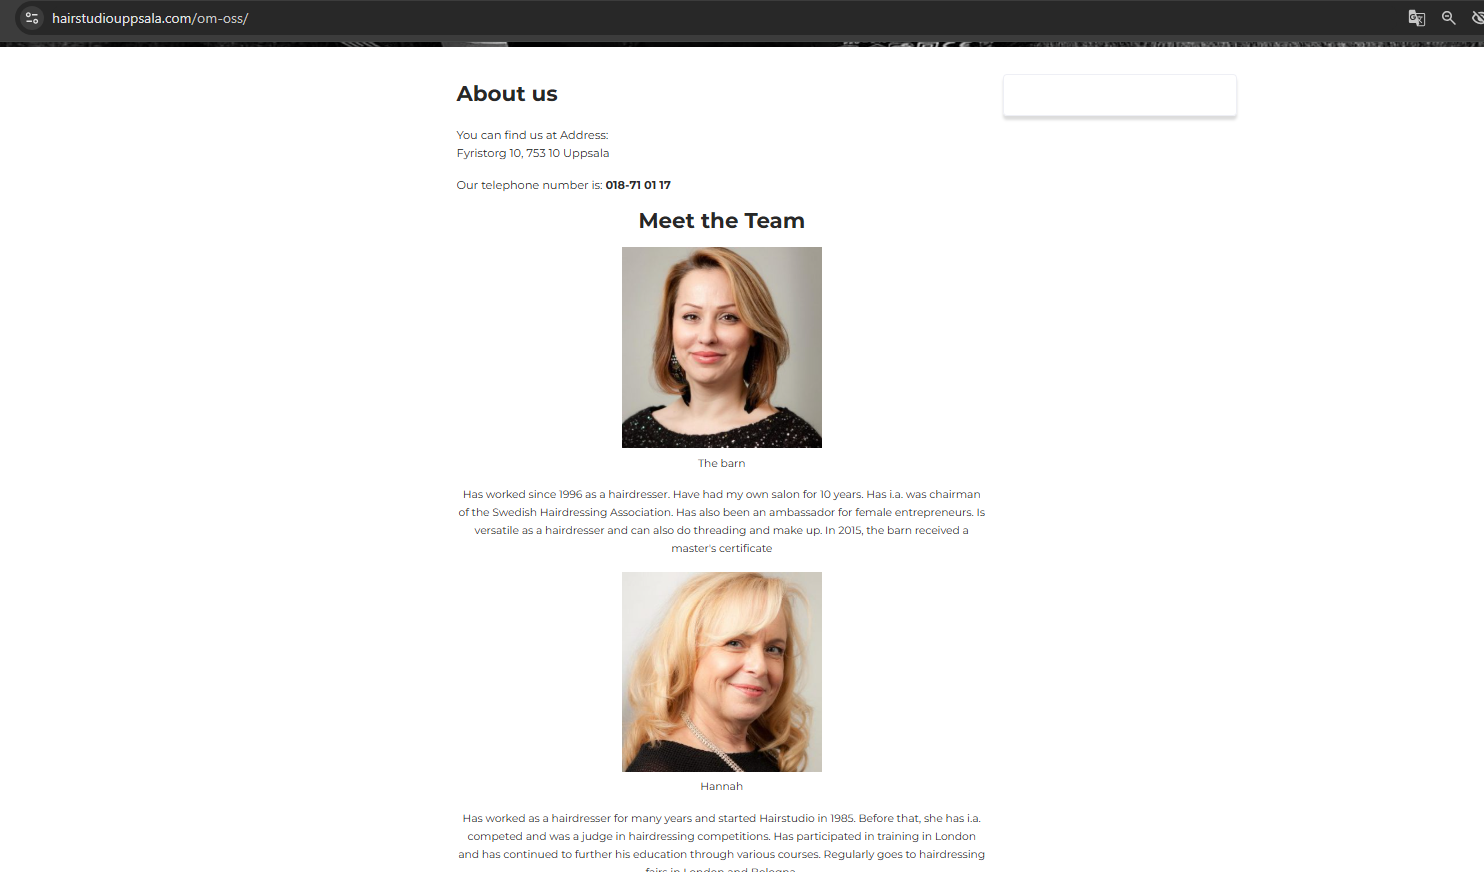 hairstudiouppsala.com/om-oss/
About us
You can find us at Address:
Fyristorg 10, 753 10 Uppsala
Our telephone number is: 018-71 01 17
Meet the Team
The barn
Has worked since 1996 as a hairdresser. Have had my own salon for 10 years. Has i.a. was chairman
of the Swedish Hairdressing Association. Has also been an ambassador for female entrepreneurs. Is
versatile as a hairdresser and can also do threading and make up. In 2015, the barn received a
master's certificate
Hannah
Has worked as a hairdresser for many years and started Hairstudio in 1985. Before that, she has i.a.
competed and was a judge in hairdressing competitions. Has participated in training in London
and has continued to further his education through various courses. Regularly goes to hairdressing
fairs in London and Bologna